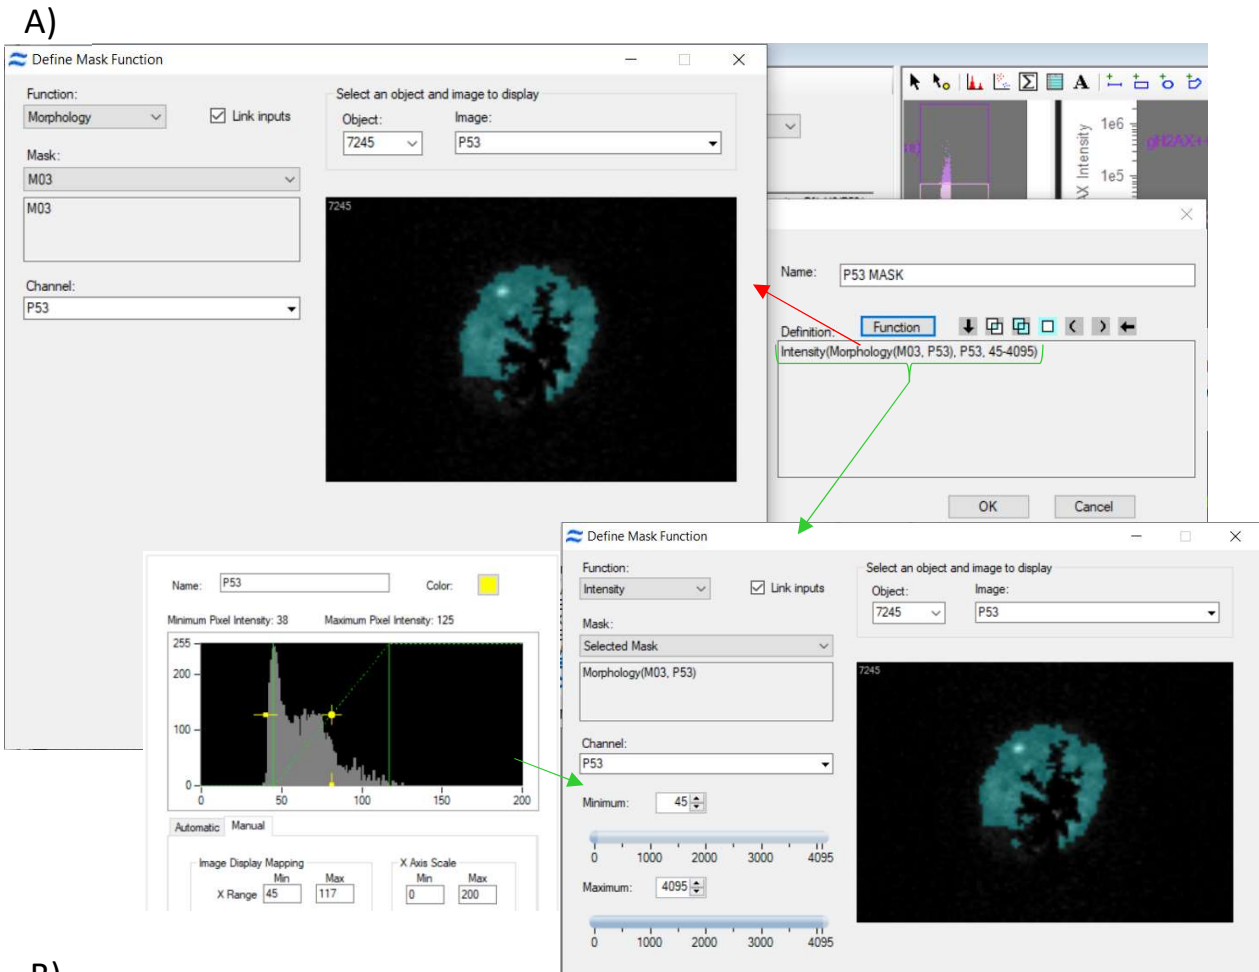 A)
Define Mask Function
Function:
Morphology
Link inputs
Select an object and image to display
Object:
Image:
7245
P53
Mask:
M03
M03
Channel:
P53
7245
1e6
1e5
AX Intensity
gH2AX++
Name:
P53 MASK
Definition:
Function
Intensity(Morphology(M03, P53), P53, 45-4095)
OK
Cancel
Name:
P53
Color:
Minimum Pixel Intensity: 38
Maximum Pixel Intensity: 125
255
200
100
0
0 50 100 150 200
Automatic
Manual
Image Display Mapping
Min Max
X Range 45 117
X Axis Scale
Min Max
0 200
Define Mask Function
Function:
Intensity
Link inputs
Select an object and image to display
Object:
Image:
7245
P53
Mask:
Selected Mask
Morphology(M03, P53)
Channel:
P53
Minimum: 45
0 1000 2000 3000 4095
Maximum: 4095
0 1000 2000 3000 4095
7245
B)